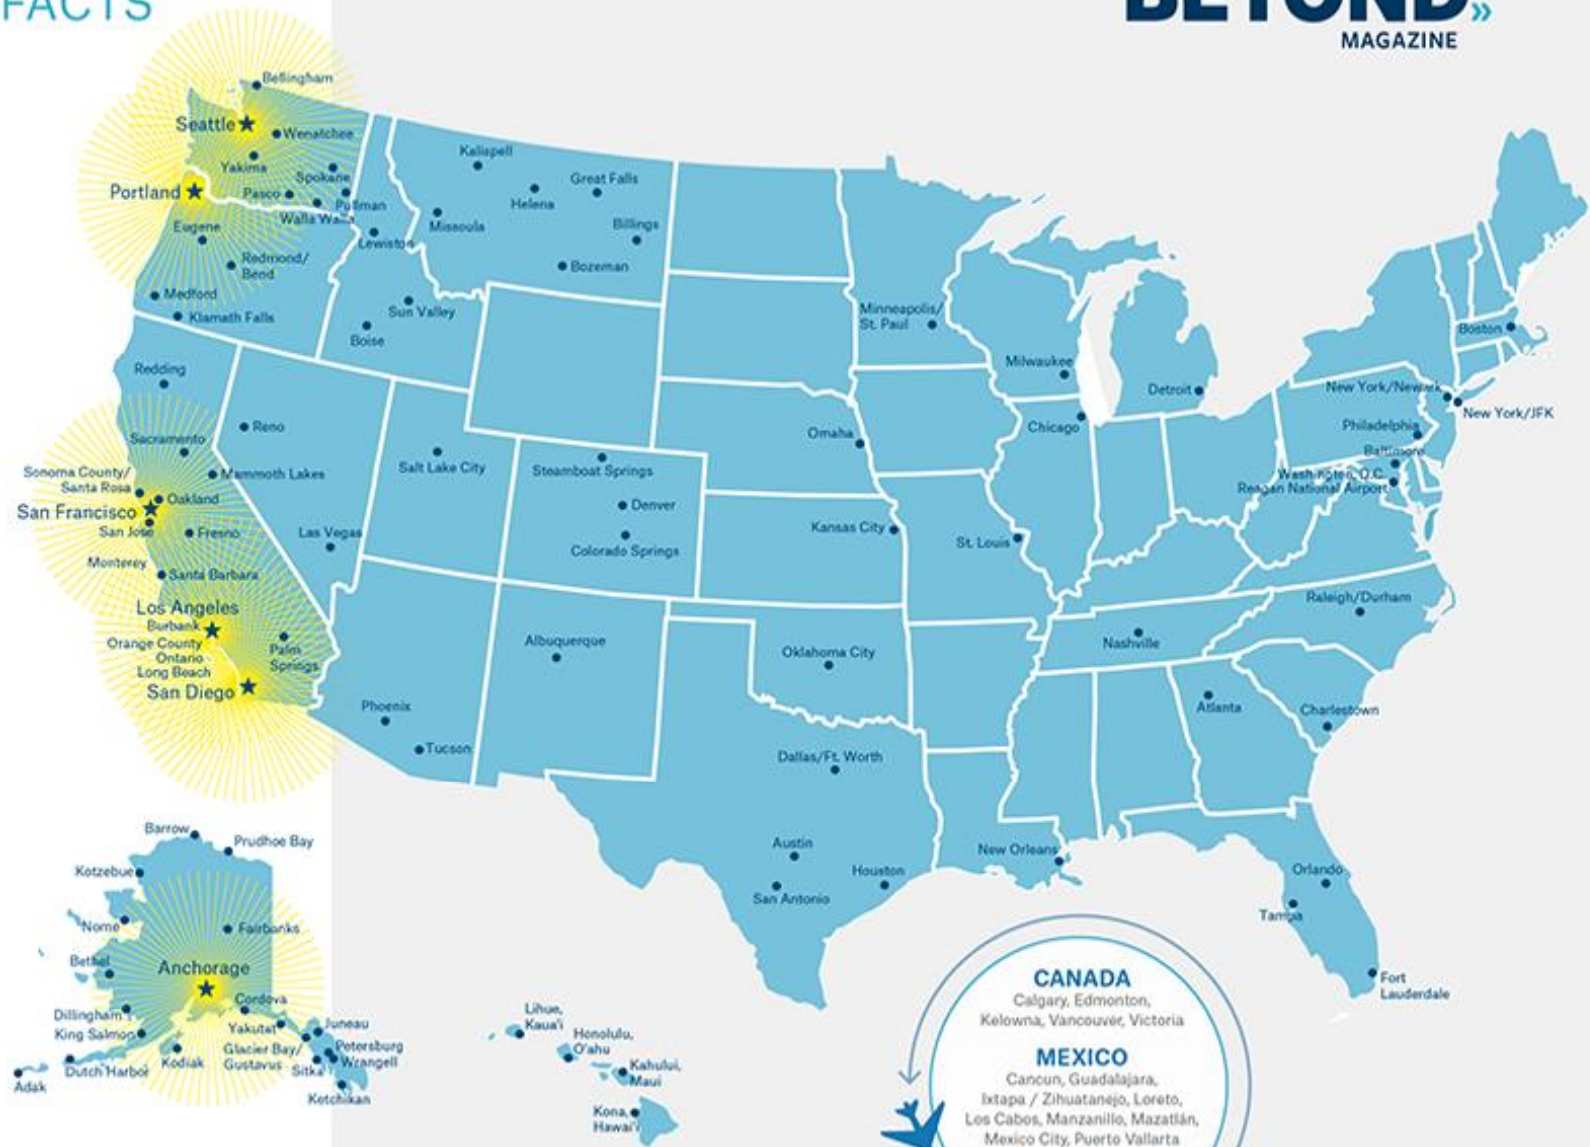 FACTS
BEYOND»
MAGAZINE
Bellingham
Seattle
Wenatchee
Yakima
Spokane
Portland
Pasco
Pullman
Walla Walla
Eugene
Lewiston
Redmond/
Bend
Medford
Klamath Falls
Kalispell
Great Falls
Helena
Missoula
Billings
Bozeman
Sun Valley
Boise
Minneapolis/
St. Paul
Milwaukee
Detroit
Chicago
Boston
New York/Newark
New York/JFK
Philadelphia
Baltimore
Washington, D.C.
Reagan National Airport
Redding
Reno
Sacramento
Mammoth Lakes
Sonoma County/
Santa Rosa
Oakland
San Francisco
San Jose
Fresno
Monterey
Santa Barbara
Las Vegas
Salt Lake City
Steamboat Springs
Denver
Colorado Springs
Omaha
Kansas City
St. Louis
Los Angeles
Burbank
Orange County
Ontario
Long Beach
Palm
Springs
San Diego
Phoenix
Tucson
Albuquerque
Oklahoma City
Nashville
Raleigh/Durham
Atlanta
Charlestown
Dallas/Ft. Worth
Austin
San Antonio
Houston
New Orleans
Orlando
Tampa
Fort
Lauderdale
Barrow
Prudhoe Bay
Kotzebue
Nome
Fairbanks
Bethel
Anchorage
Cordova
Dillingham
King Salmon
Yakutat
Juneau
Glacier Bay/
Gustavus
Petersburg
Wrangell
Sitka
Kodiak
Dutch Harbor
Adak
Ketchikan
Lihue,
Kaua'i
Honolulu,
O'ahu
Kahului,
Maui
Kona,
Hawai'i
CANADA
Calgary, Edmonton,
Kelowna, Vancouver, Victoria
MEXICO
Cancun, Guadalajara,
Ixtapa / Zihuatanejo, Loreto,
Los Cabos, Manzanillo, Mazatlán,
Mexico City, Puerto Vallarta